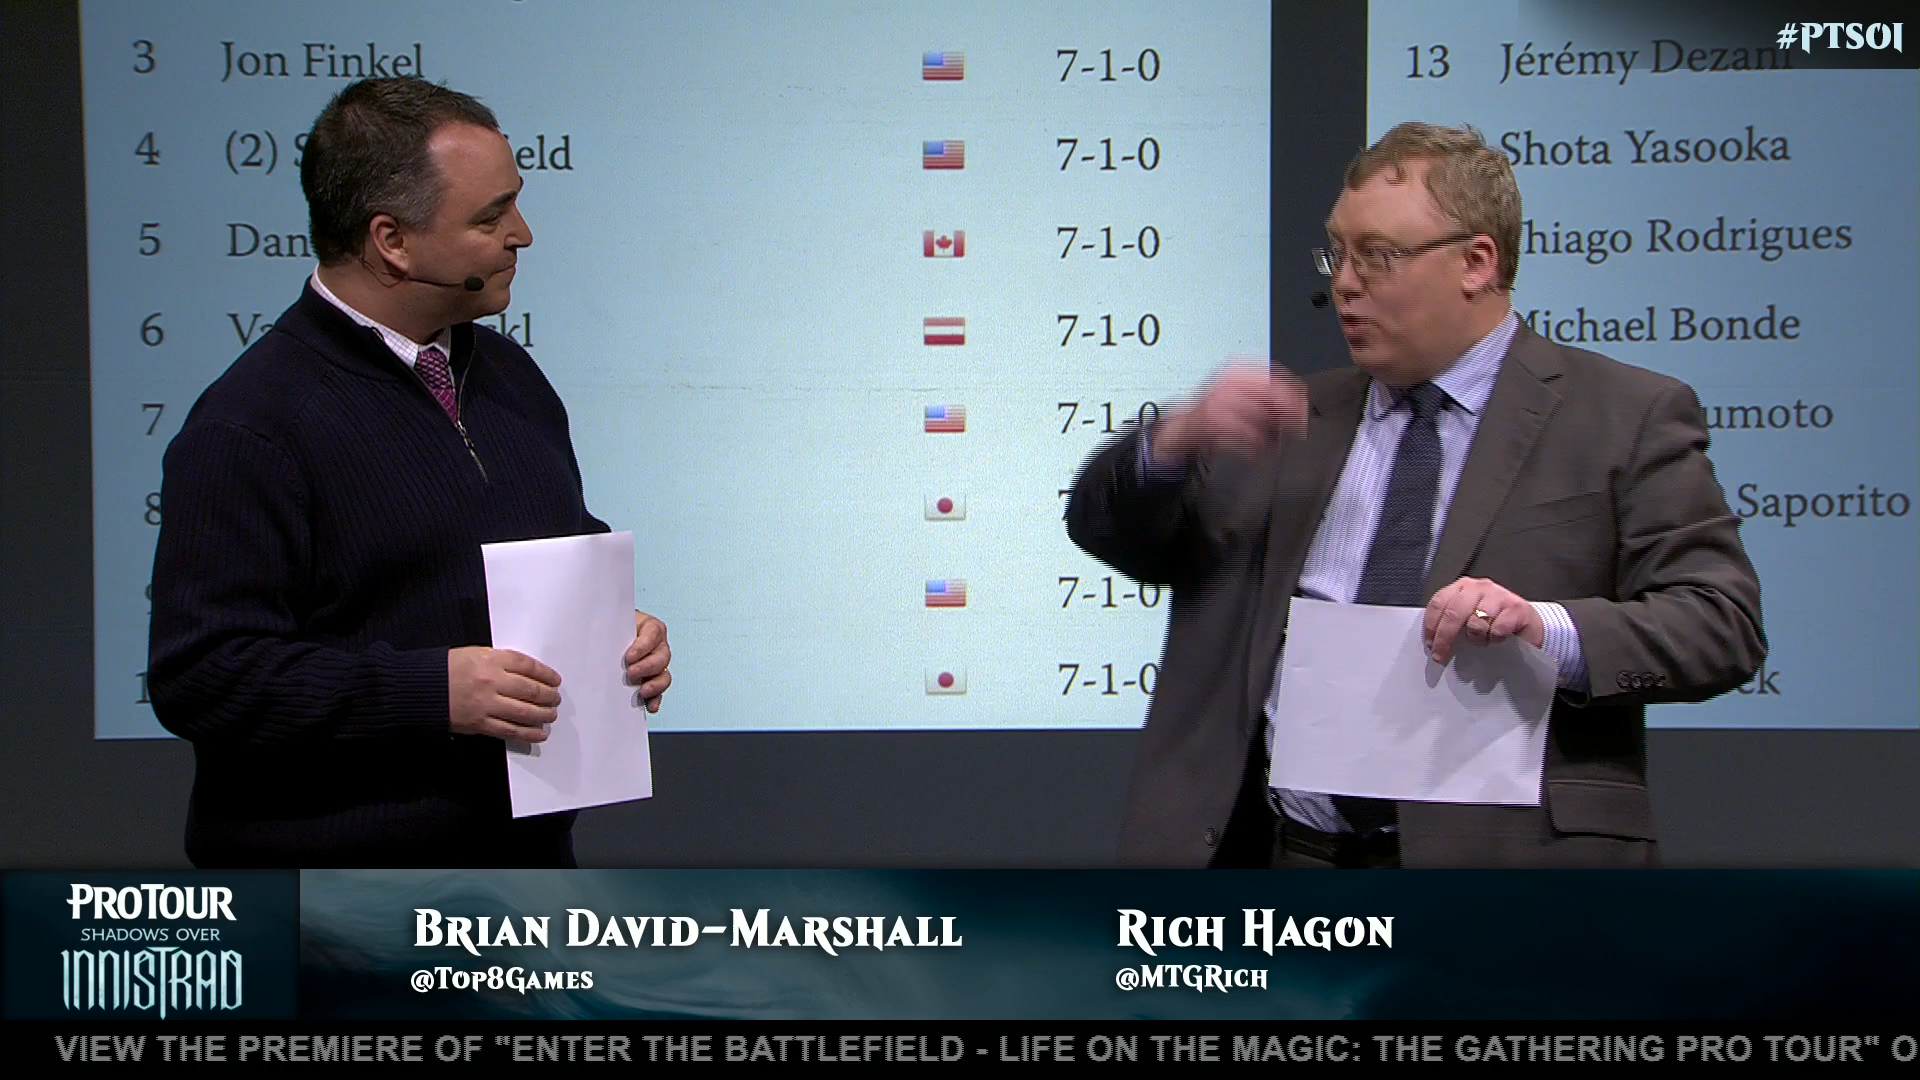 #PTSOI
3 Jon Finkel 7-1-0
4 (2) eld 7-1-0
5 Dan 7-1-0
6 7-1-0
7 7-1-0
8
7-1-0
7-1-0
13 Jérémy Dezani
Shota Yasooka
hiago Rodrigues
Michael Bonde
umoto
Saporito
ek
PROTOUR
SHADOWS OVER
INNISTRAD
BRIAN DAVID-MARSHALL
@TOP8GAMES
RICH HAGON
@MTGRICH
VIEW THE PREMIERE OF "ENTER THE BATTLEFIELD - LIFE ON THE MAGIC: THE GATHERING PRO TOUR" O